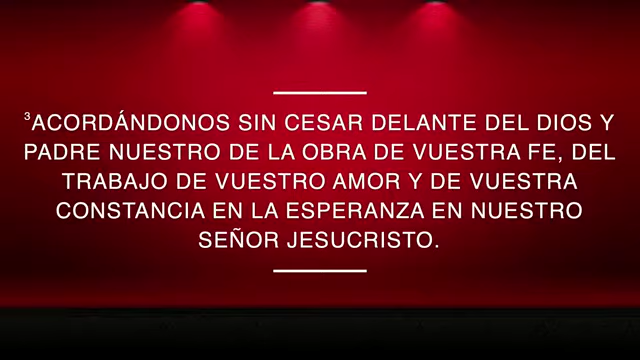 ³ACORDÁNDONOS SIN CESAR DELANTE DEL DIOS Y
PADRE NUESTRO DE LA OBRA DE VUESTRA FE, DEL
TRABAJO DE VUESTRO AMOR Y DE VUESTRA
CONSTANCIA EN LA ESPERANZA EN NUESTRO
SEÑOR JESUCRISTO.